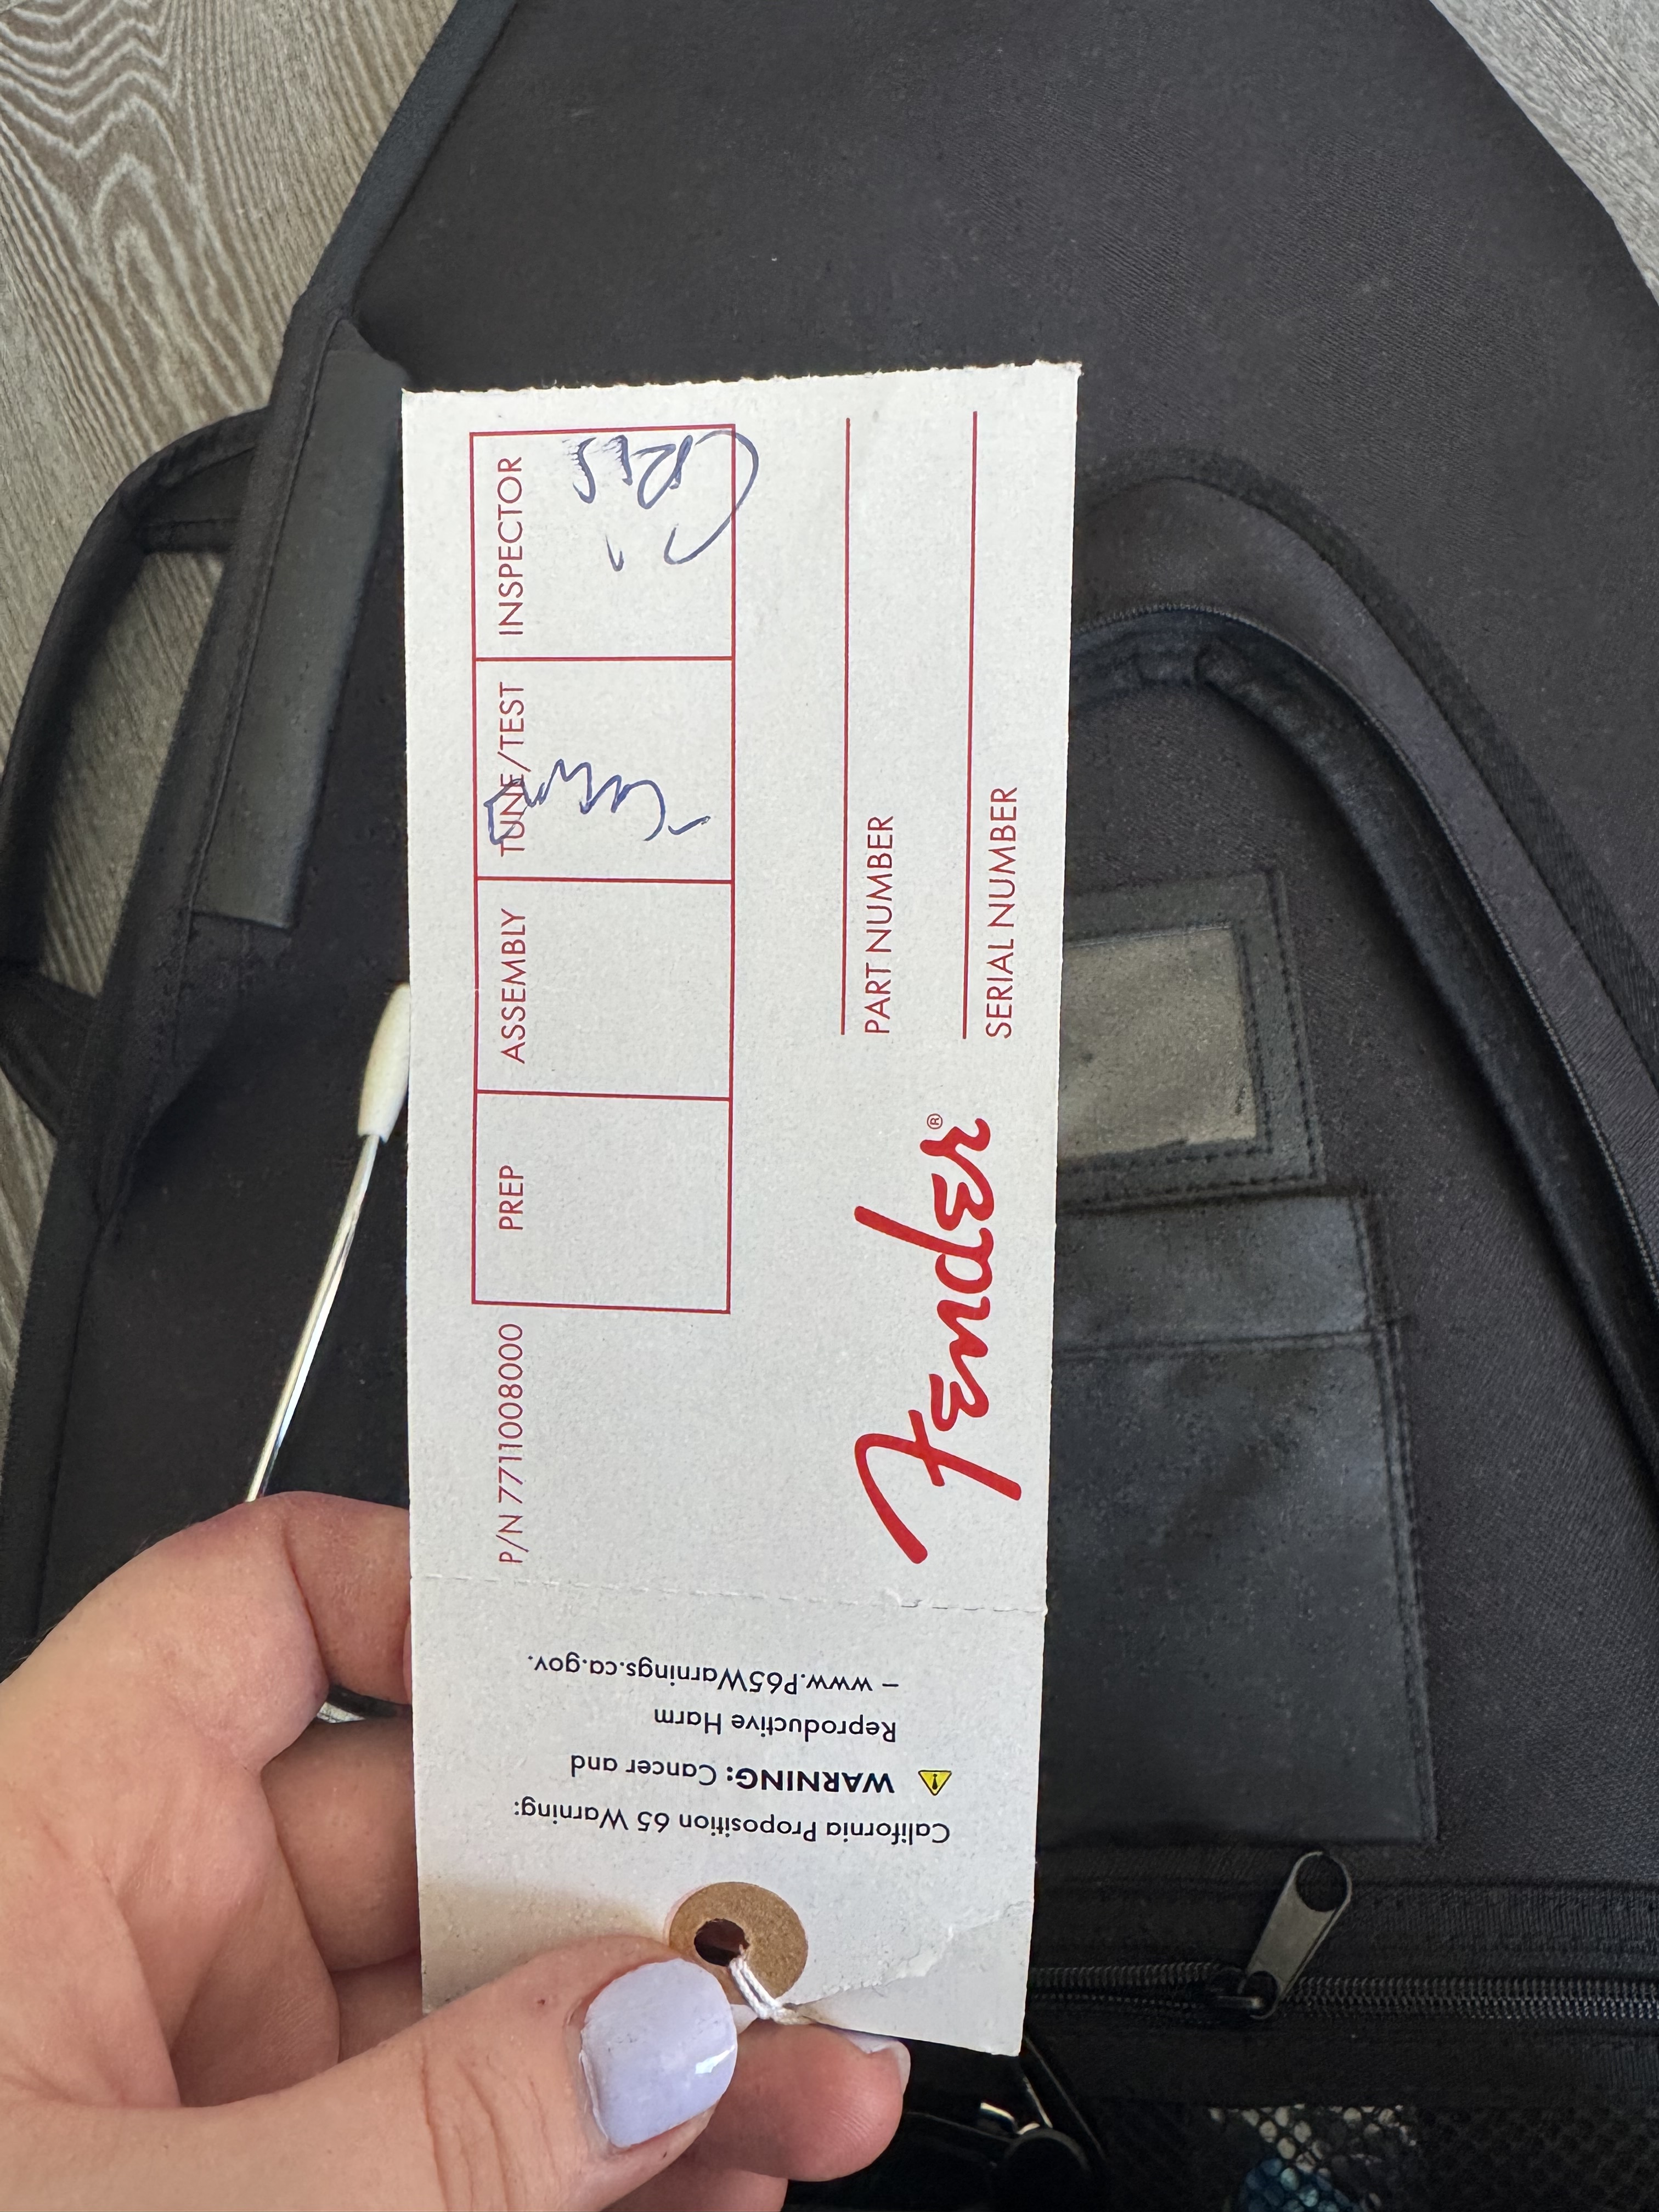 P/N 7711008000
PREP
ASSEMBLY
TUNE/TEST
INSPECTOR
Fender®
PART NUMBER
SERIAL NUMBER
California Proposition 65 Warning:
⚠ WARNING: Cancer and
Reproductive Harm
– www.P65Warnings.ca.gov.